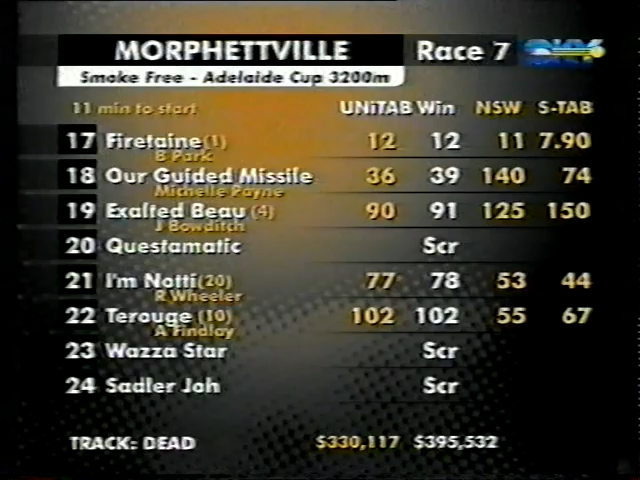 MORPHETTVILLE Race 7 SKY
Smoke Free - Adelaide Cup 3200m
11 min to start UNiTAB Win NSW S-TAB
17 Firetaine (1) 12 12 11 7.90
B Park
18 Our Guided Missile 36 39 140 74
Michelle Payne
19 Exalted Beau (4) 90 91 125 150
J Bowditch
20 Questamatic Scr
21 I'm Notti (20) 77 78 53 44
R Wheeler
22 Terouge (10) 102 102 55 67
A Findlay
23 Wazza Star Scr
24 Sadler Joh Scr
TRACK: DEAD $330,117 $395,532